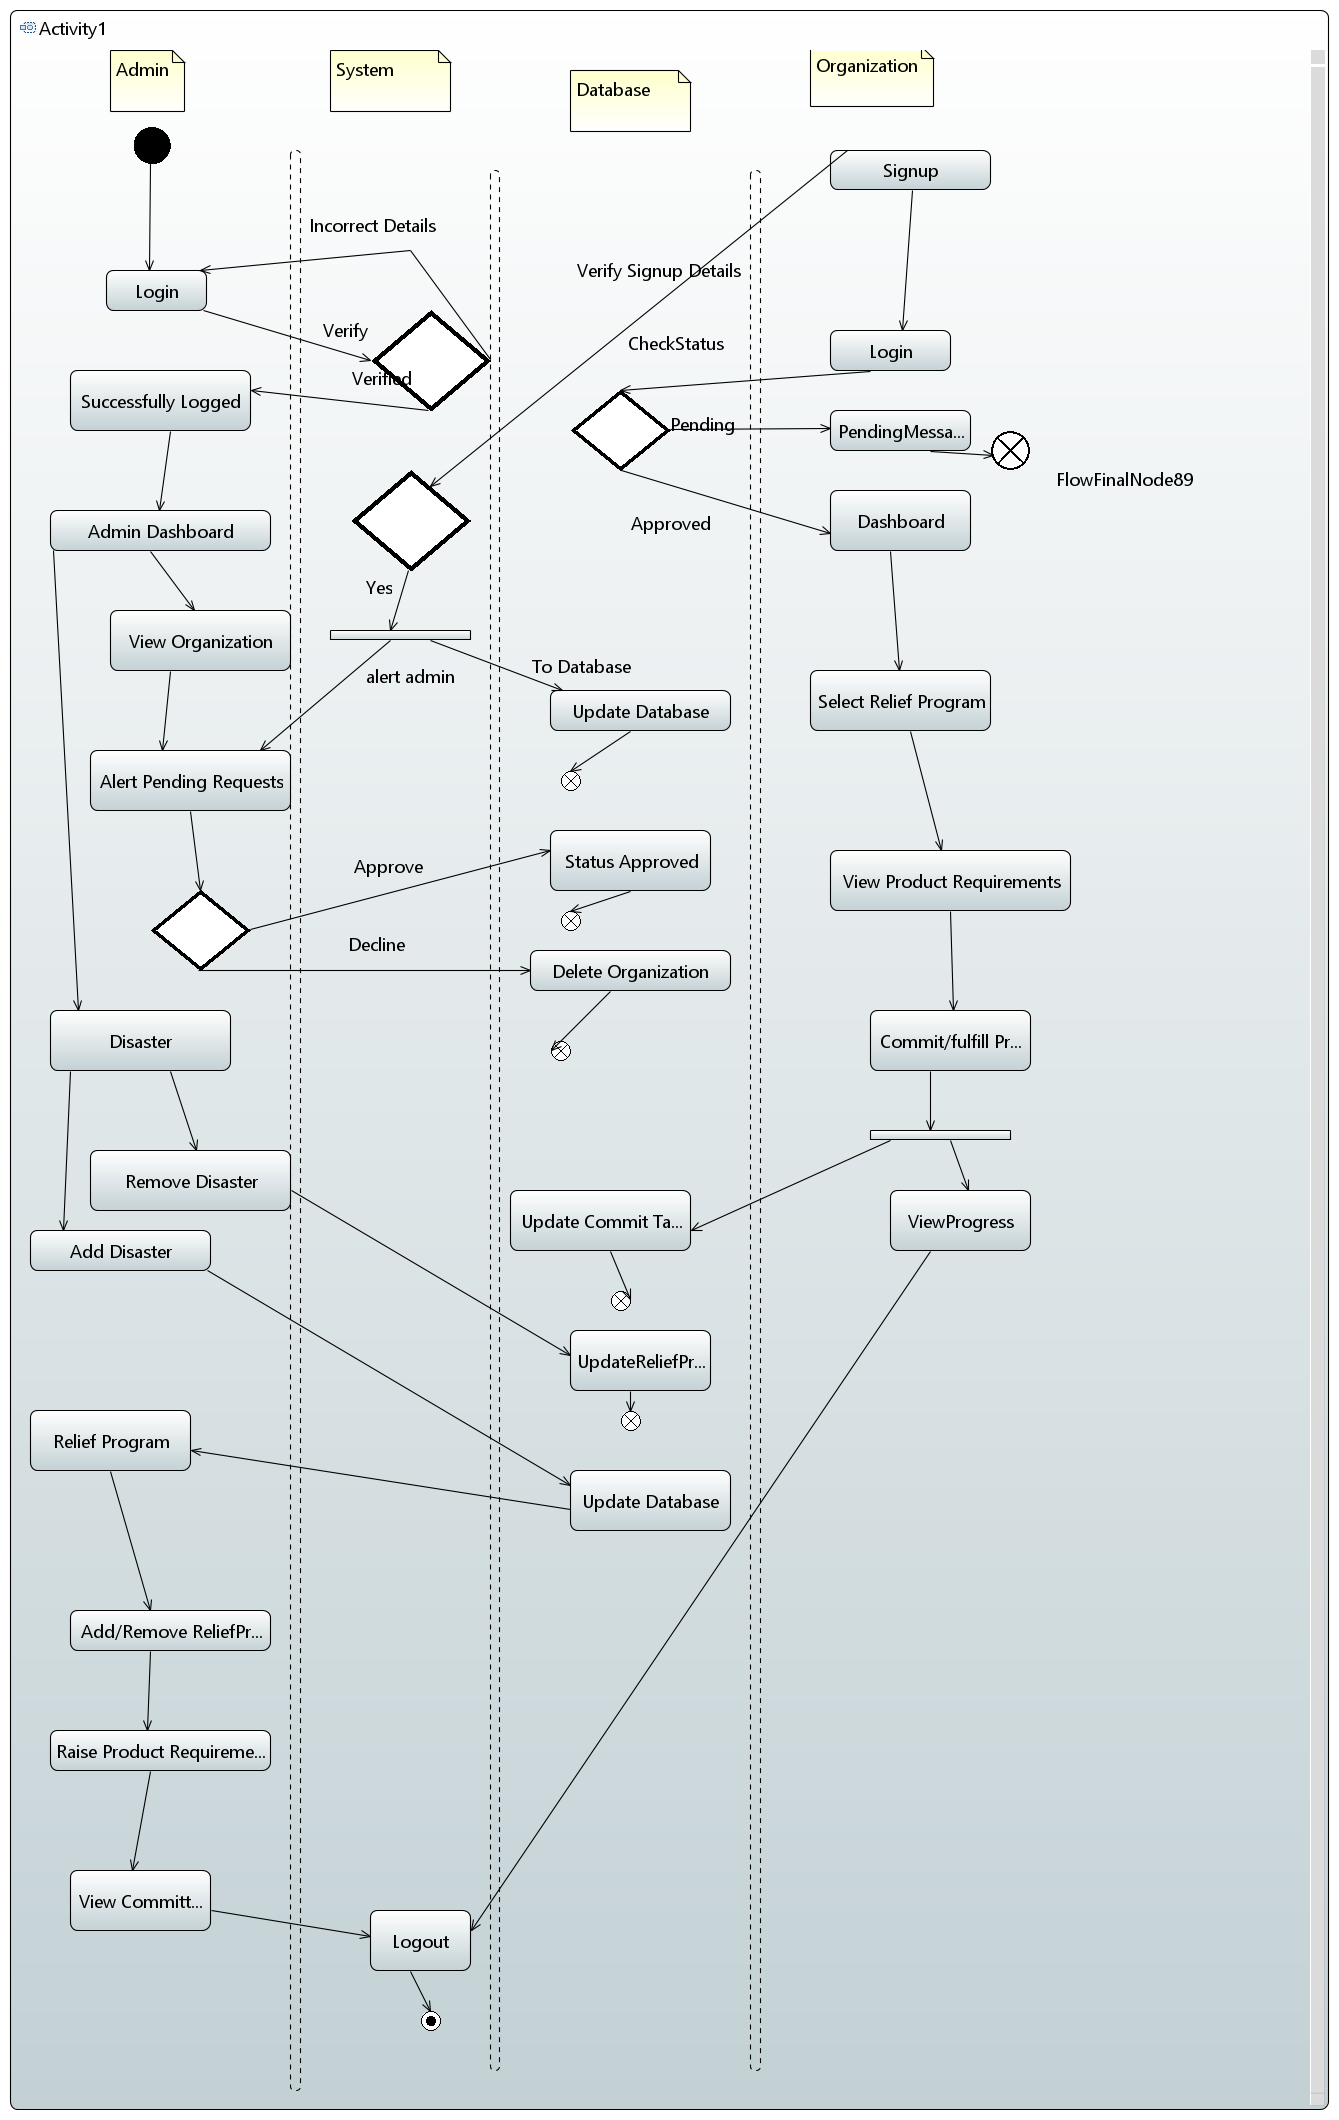 Activity1
Admin
System
Database
Organization
Signup
Incorrect Details
Verify Signup Details
Login
Verify
CheckStatus
Login
Verified
Successfully Logged
Pending
PendingMessa...
FlowFinalNode89
Approved
Dashboard
Admin Dashboard
Yes
View Organization
To Database
alert admin
Update Database
Select Relief Program
Alert Pending Requests
Approve
Status Approved
View Product Requirements
Decline
Delete Organization
Disaster
Commit/fulfill Pr...
Remove Disaster
Update Commit Ta...
ViewProgress
Add Disaster
UpdateReliefPr...
Relief Program
Update Database
Add/Remove ReliefPr...
Raise Product Requireme...
View Committ...
Logout